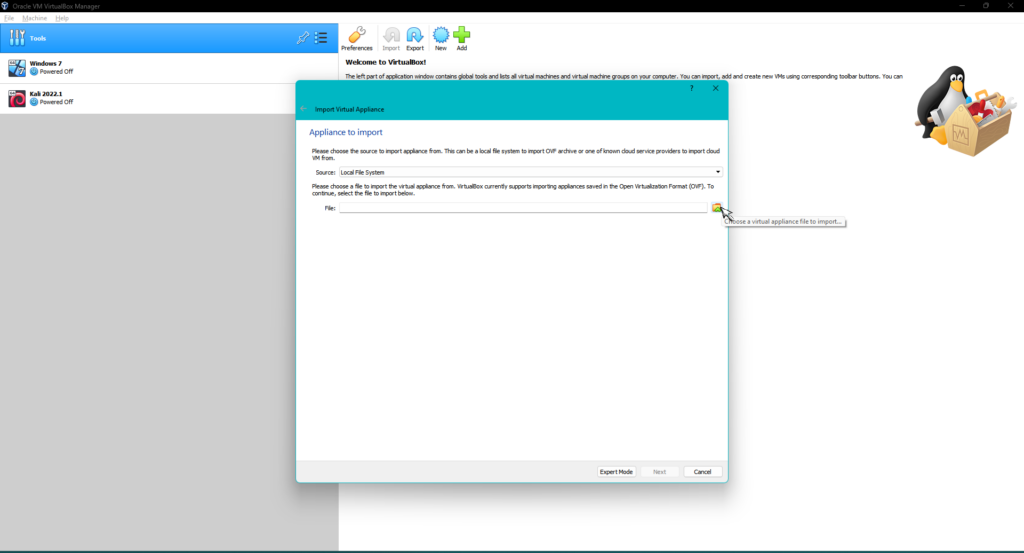 Oracle VM VirtualBox Manager
File Machine Help
Tools
Windows 7
Powered Off
Kali 2022.1
Powered Off
Preferences Import Export New Add
Welcome to VirtualBox!
The left part of application window contains global tools and lists all virtual machines and virtual machine groups on your computer. You can import, add and create new VMs using corresponding toolbar buttons. You can
?
Import Virtual Appliance
Appliance to import
Please choose the source to import appliance from. This can be a local file system to import OVF archive or one of known cloud service providers to import cloud
VM from.
Source: Local File System
Please choose a file to import the virtual appliance from. VirtualBox currently supports importing appliances saved in the Open Virtualization Format (OVF). To
continue, select the file to import below.
File:
Choose a virtual appliance file to import...
Expert Mode Next Cancel